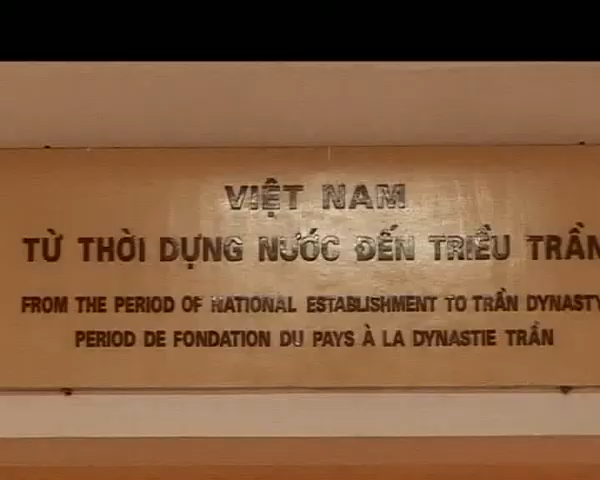 VIỆT NAM
TỪ THỜI DỰNG NƯỚC ĐẾN TRIỀU TRẦN
FROM THE PERIOD OF NATIONAL ESTABLISHMENT TO TRẦN DYNASTY
PERIOD DE FONDATION DU PAYS À LA DYNASTIE TRẦN